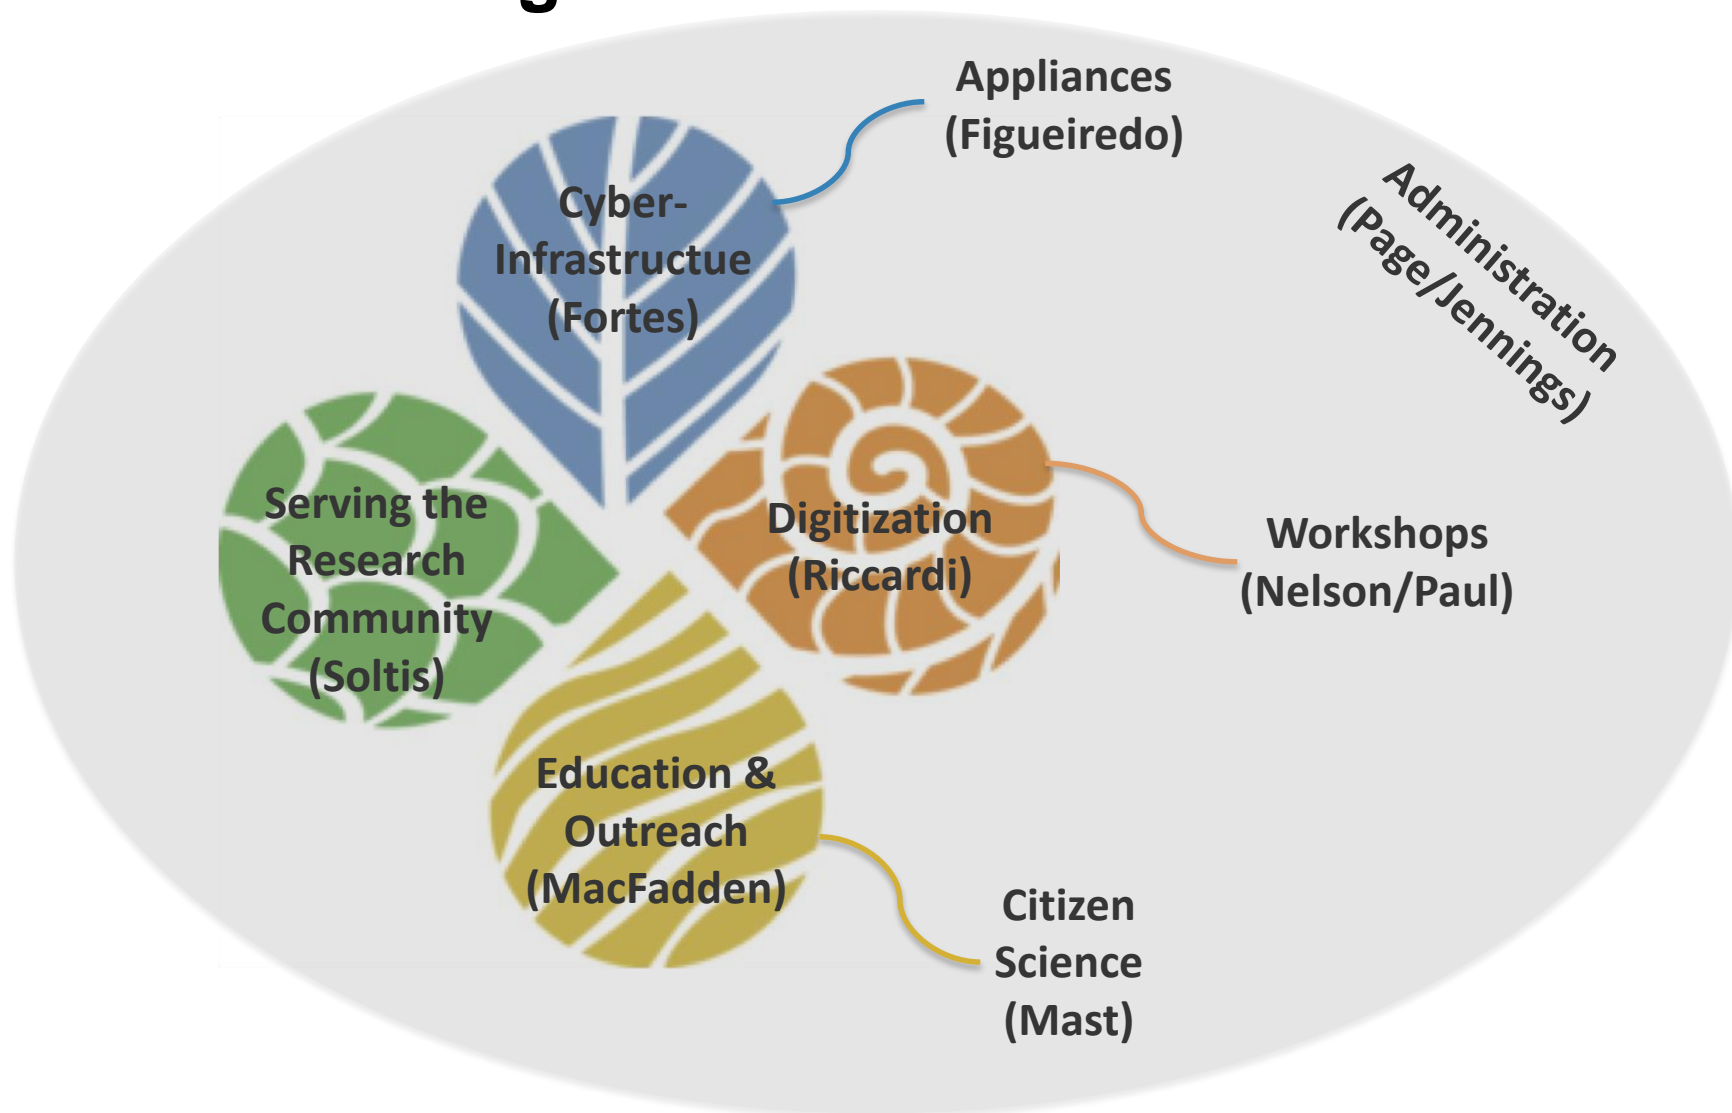 Appliances
(Figueiredo)
Administration
(Page/Jennings)
Cyber-
Infrastructue
(Fortes)
Serving the
Research
Community
(Soltis)
Digitization
(Riccardi)
Workshops
(Nelson/Paul)
Education &
Outreach
(MacFadden)
Citizen
Science
(Mast)